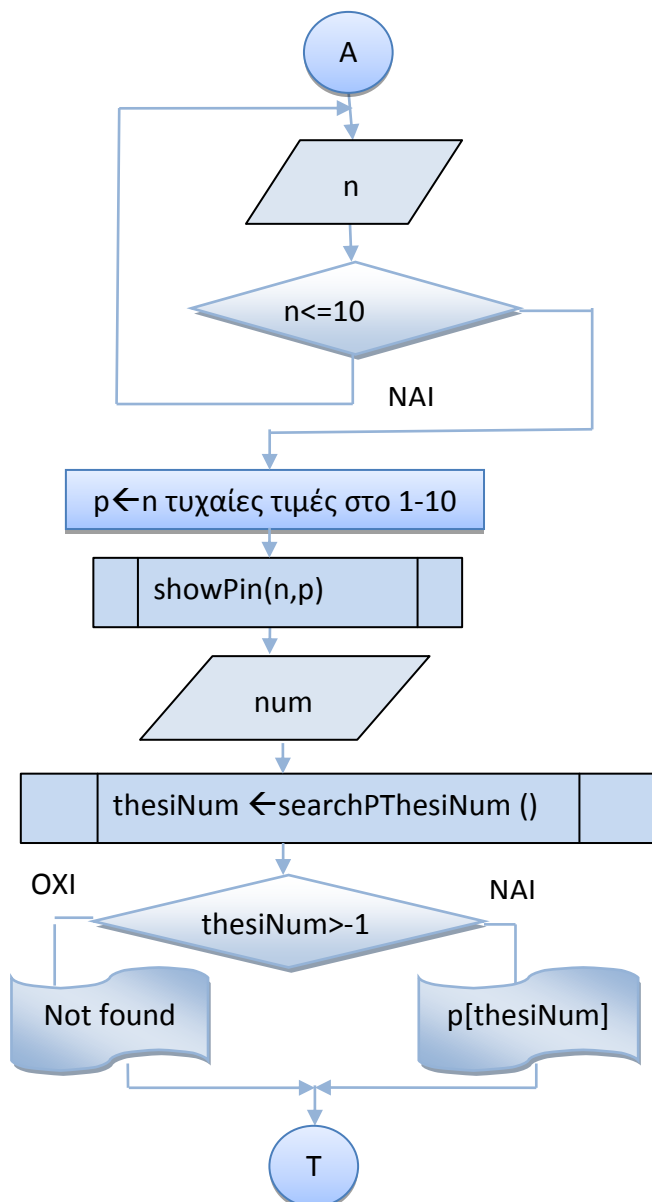 Α
n
n<=10
ΝΑΙ
p←n τυχαίες τιμές στο 1-10
showPin(n,p)
num
thesiNum ←searchPThesiNum ()
ΟΧΙ
ΝΑΙ
thesiNum>-1
Not found
p[thesiNum]
Τ